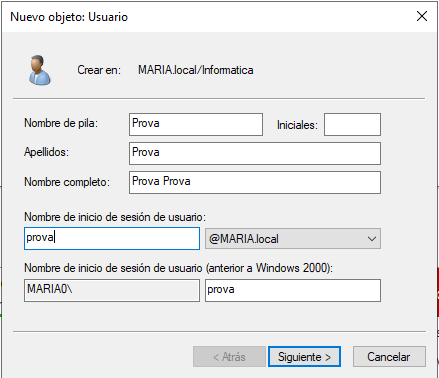 Nuevo objeto: Usuario
Crear en: MARIA.local/Informatica
Nombre de pila: Prova Iniciales:
Apellidos: Prova
Nombre completo: Prova Prova
Nombre de inicio de sesión de usuario:
prova @MARIA.local
Nombre de inicio de sesión de usuario (anterior a Windows 2000):
MARIA0\ prova
< Atrás Siguiente > Cancelar